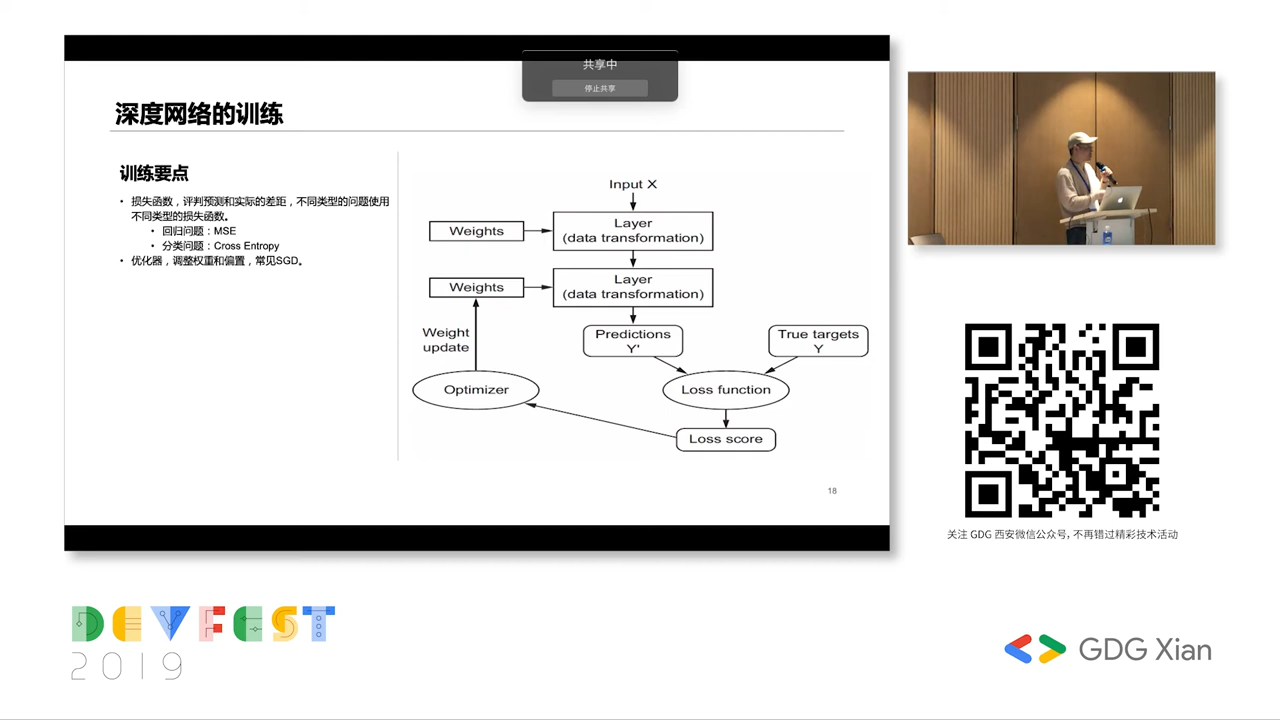 共享中
停止共享
深度网络的训练
训练要点
• 损失函数，评判预测和实际的差距，不同类型的问题使用
不同类型的损失函数。
• 回归问题：MSE
• 分类问题：Cross Entropy
• 优化器，调整权重和偏置，常见SGD。
Input X
Weights
Layer
(data transformation)
Weights
Layer
(data transformation)
Weight
update
Predictions
Y'
True targets
Y
Optimizer
Loss function
Loss score
18
关注 GDG 西安微信公众号, 不再错过精彩技术活动
DEVFEST
2019
GDG Xian